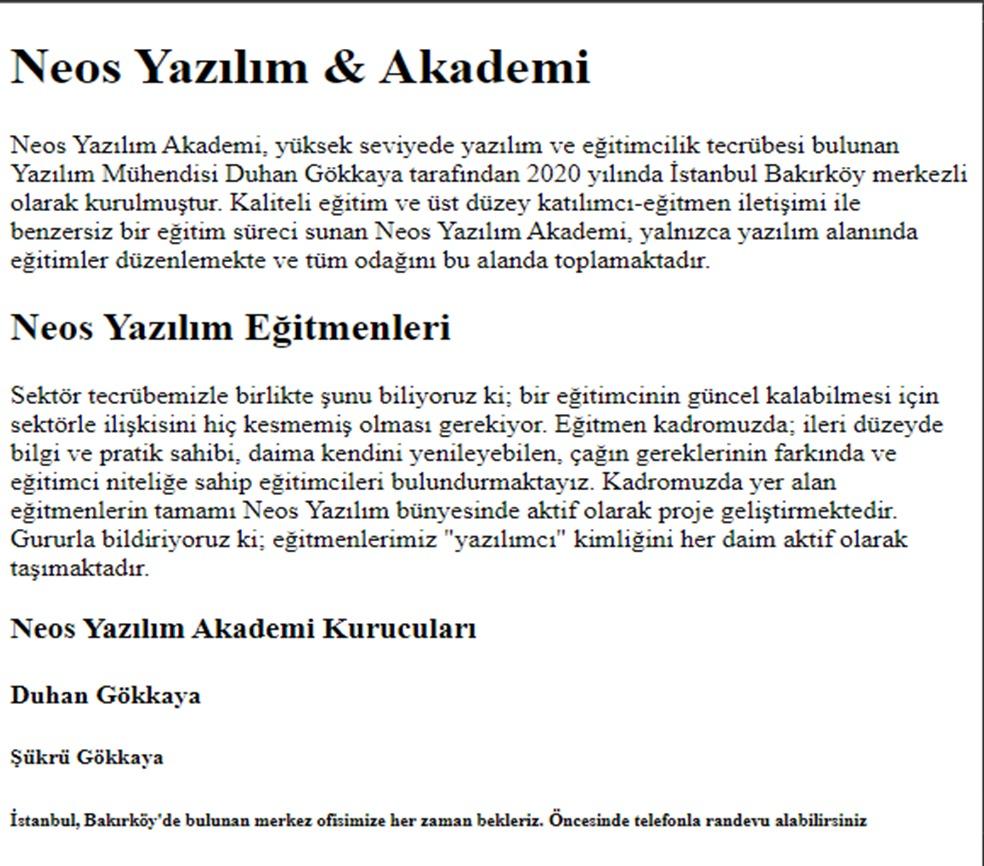 Neos Yazılım & Akademi
Neos Yazılım Akademi, yüksek seviyede yazılım ve eğitimcilik tecrübesi bulunan
Yazılım Mühendisi Duhan Gökkaya tarafından 2020 yılında İstanbul Bakırköy merkezli
olarak kurulmuştur. Kaliteli eğitim ve üst düzey katılımcı-eğitmen iletişimi ile
benzersiz bir eğitim süreci sunan Neos Yazılım Akademi, yalnızca yazılım alanında
eğitimler düzenlemekte ve tüm odağını bu alanda toplamaktadır.
Neos Yazılım Eğitmenleri
Sektör tecrübemizle birlikte şunu biliyoruz ki; bir eğitimcinin güncel kalabilmesi için
sektörle ilişkisini hiç kesmemiş olması gerekiyor. Eğitmen kadromuzda; ileri düzeyde
bilgi ve pratik sahibi, daima kendini yenileyebilen, çağın gereklerinin farkında ve
eğitimci niteliğe sahip eğitimcileri bulundurmaktayız. Kadromuzda yer alan
eğitmenlerin tamamı Neos Yazılım bünyesinde aktif olarak proje geliştirmektedir.
Gururla bildiriyoruz ki; eğitmenlerimiz "yazılımcı" kimliğini her daim aktif olarak
taşımaktadır.
Neos Yazılım Akademi Kurucuları
Duhan Gökkaya
Şükrü Gökkaya
İstanbul, Bakırköy'de bulunan merkez ofisimize her zaman bekleriz. Öncesinde telefonla randevu alabilirsiniz